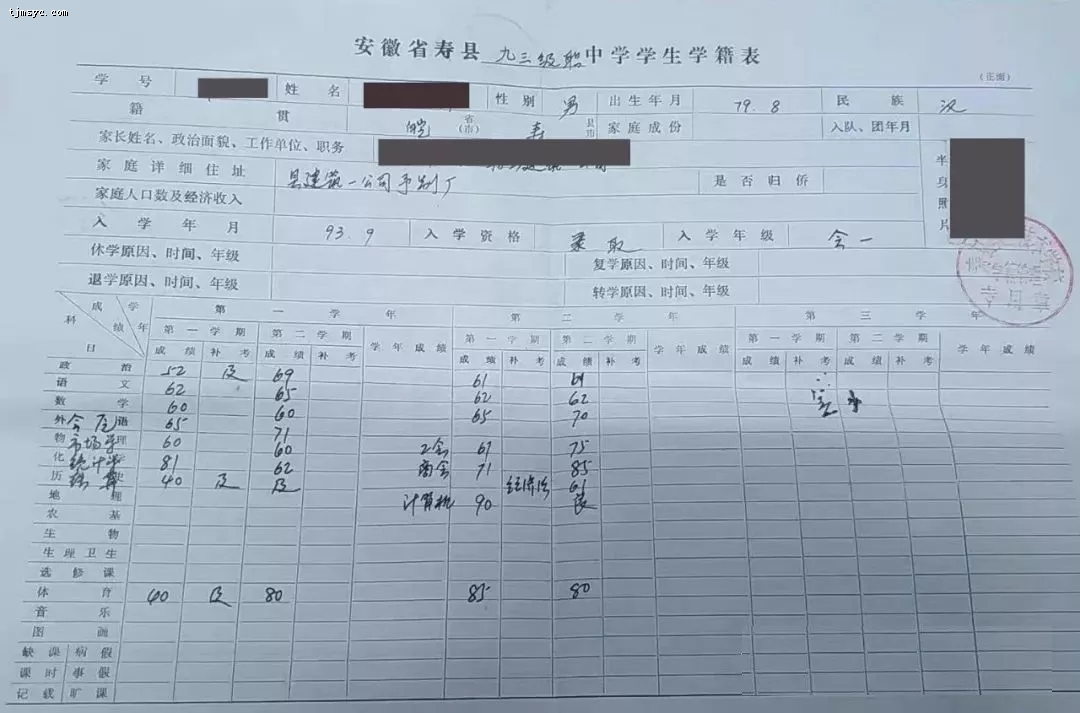 tjmsyc.com
安徽省寿县 九三级职 中学学生学籍表
(正面)
学号 姓名 性别 男 出生年月 79.8 民族 汉
籍贯 皖 省(市) 寿 县市 家庭成份 入队、团年月
家长姓名、政治面貌、工作单位、职务
家庭详细住址 县建筑一公司予制厂 是否归侨
半身照片
家庭人口数及经济收入
入学年月 93.9 入学资格 录取 入学年级 会一
休学原因、时间、年级 复学原因、时间、年级
退学原因、时间、年级 转学原因、时间、年级
专用章
科目 成绩 学年 第一学年 第二学年 第三学年
第一学期 第二学期 学年成绩 第一学期 第二学期 学年成绩 第一学期 第二学期 学年成绩
成绩 补考 成绩 补考 成绩 补考 成绩 补考 成绩 补考 成绩 补考
政治 52 及 69 61 61
语文 62 65 62 62
数学 60 60 65 70
外语 65 71
物理 市场学 60 60 工会 67 75
化学 统计学 81 62 商会 71 85
历史 珠算 40 及 及 经济法 61
地理 计算机 90 良
农基
生物
生理卫生
选修课
体育 40 及 80 85 80
音乐
图画
缺课 病假
课时 事假
记载 旷课